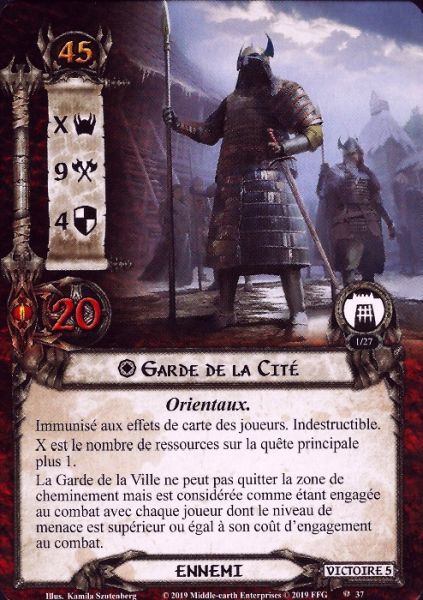 45
X
9
4
20
1/27
Garde de la Cité
Orientaux.
Immunisé aux effets de carte des joueurs. Indestructible.
X est le nombre de ressources sur la quête principale
plus 1.
La Garde de la Ville ne peut pas quitter la zone de
cheminement mais est considérée comme étant engagée
au combat avec chaque joueur dont le niveau de
menace est supérieur ou égal à son coût d'engagement
au combat.
ENNEMI
VICTOIRE 5
Illus. Kamila Szutenberg © 2019 Middle-earth Enterprises © 2019 FFG 37